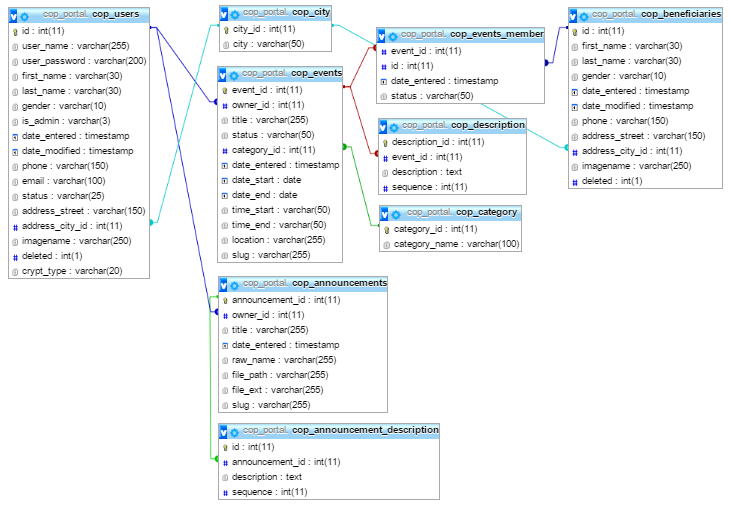 cop_portal. cop_users
id : int(11)
user_name : varchar(255)
user_password : varchar(200)
first_name : varchar(30)
last_name : varchar(30)
gender : varchar(10)
is_admin : varchar(3)
date_entered : timestamp
date_modified : timestamp
phone : varchar(150)
email : varchar(100)
status : varchar(25)
address_street : varchar(150)
address_city_id : int(11)
imagename : varchar(250)
deleted : int(1)
crypt_type : varchar(20)
cop_portal. cop_city
city_id : int(11)
city : varchar(50)
cop_portal. cop_events
event_id : int(11)
owner_id : int(11)
title : varchar(255)
status : varchar(50)
category_id : int(11)
date_entered : timestamp
date_start : date
date_end : date
time_start : varchar(50)
time_end : varchar(50)
location : varchar(255)
slug : varchar(255)
cop_portal. cop_announcements
announcement_id : int(11)
owner_id : int(11)
title : varchar(255)
date_entered : timestamp
raw_name : varchar(255)
file_path : varchar(255)
file_ext : varchar(255)
slug : varchar(255)
cop_portal. cop_announcement_description
id : int(11)
announcement_id : int(11)
description : text
sequence : int(11)
cop_portal. cop_events_member
event_id : int(11)
id : int(11)
date_entered : timestamp
status : varchar(50)
cop_portal. cop_description
description_id : int(11)
event_id : int(11)
description : text
sequence : int(11)
cop_portal. cop_category
category_id : int(11)
category_name : varchar(100)
cop_portal. cop_beneficiaries
id : int(11)
first_name : varchar(30)
last_name : varchar(30)
gender : varchar(10)
date_entered : timestamp
date_modified : timestamp
phone : varchar(150)
address_street : varchar(150)
address_city_id : int(11)
imagename : varchar(250)
deleted : int(1)